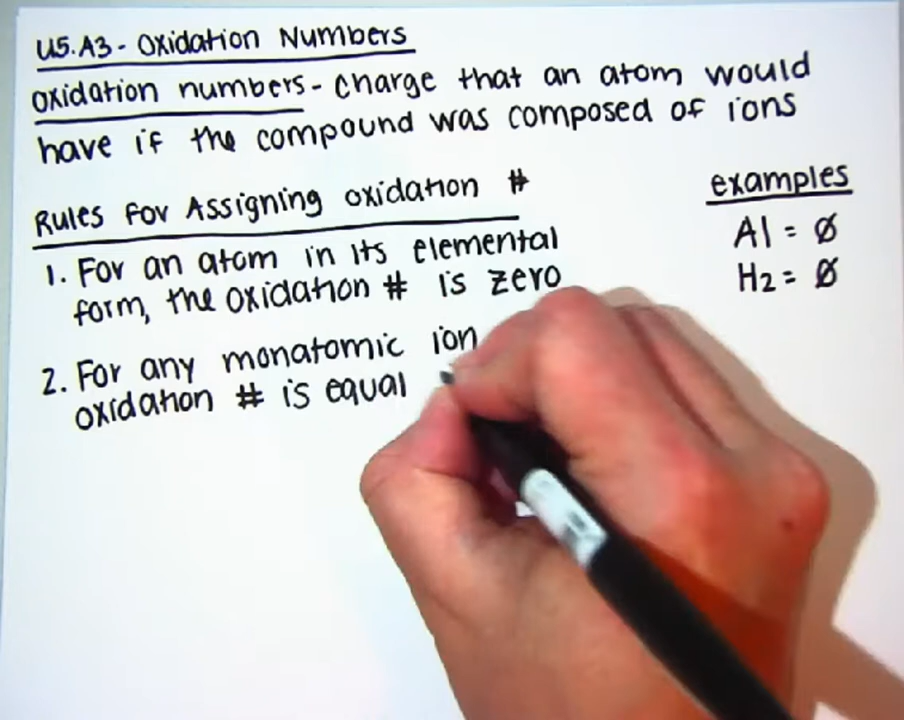 U5.A3 - Oxidation Numbers
Oxidation numbers - charge that an atom would
have if the compound was composed of ions
Rules for Assigning oxidation #
examples
1. For an atom in its elemental
form, the oxidation # is zero
Al = Ø
H2 = Ø
2. For any monatomic ion
oxidation # is equal